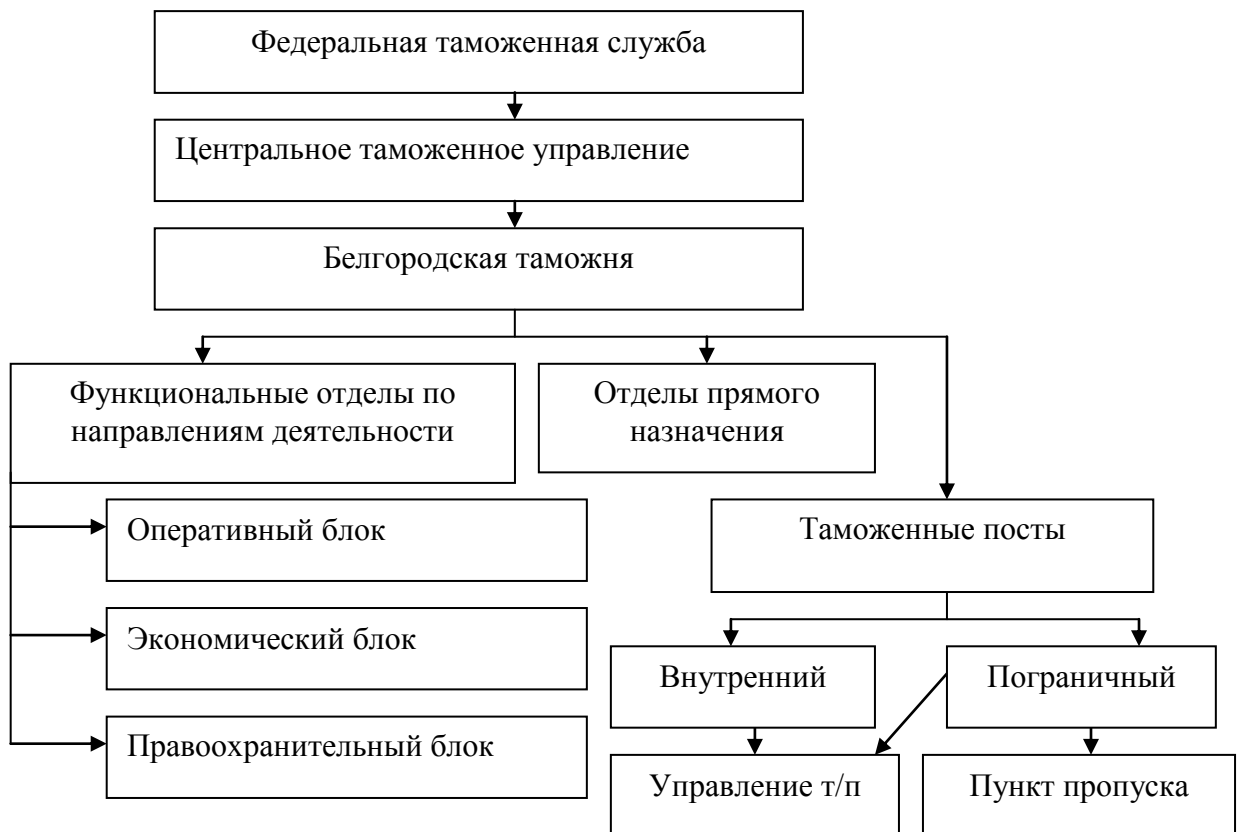 Федеральная таможенная служба
Центральное таможенное управление
Белгородская таможня
Функциональные отделы по
направлениям деятельности
Отделы прямого
назначения
Оперативный блок
Таможенные посты
Экономический блок
Внутренний
Пограничный
Правоохранительный блок
Управление т/п
Пункт пропуска